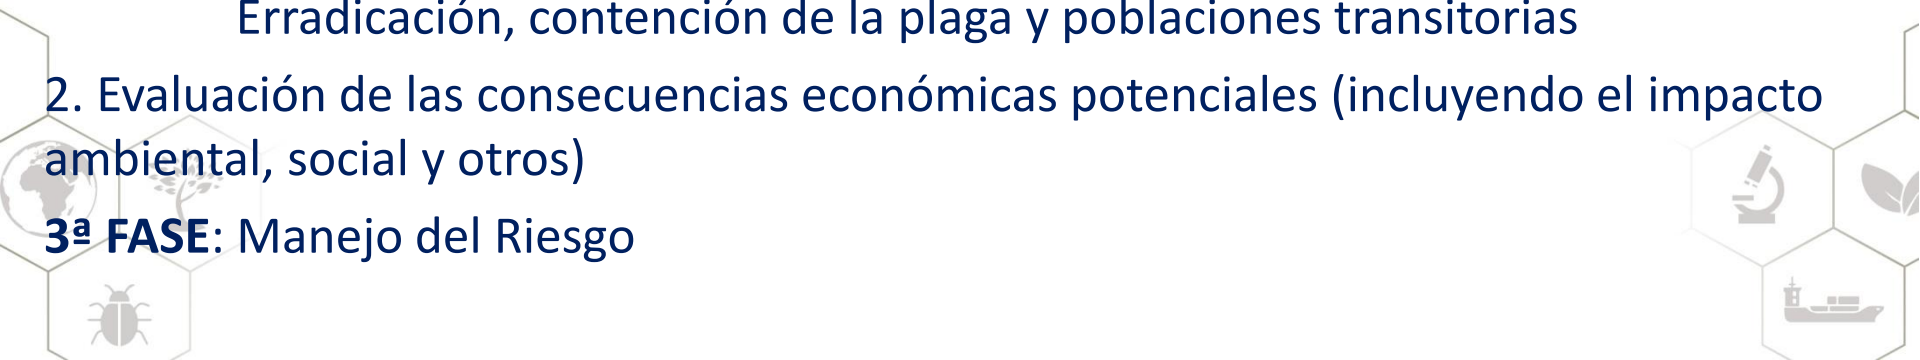 Erradicación, contención de la plaga y poblaciones transitorias
2. Evaluación de las consecuencias económicas potenciales (incluyendo el impacto
ambiental, social y otros)
3ª FASE: Manejo del Riesgo